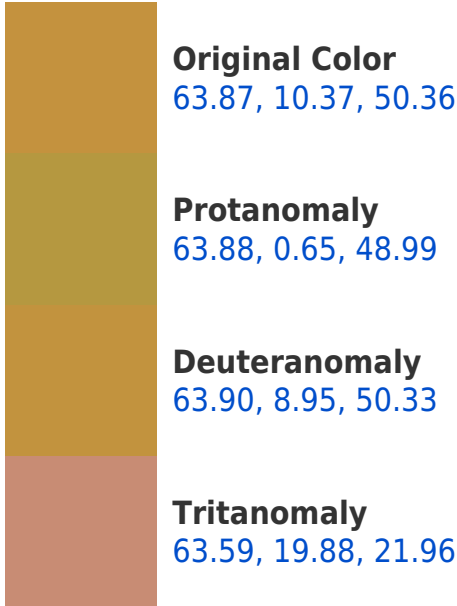 Original Color
63.87, 10.37, 50.36
Protanomaly
63.88, 0.65, 48.99
Deuteranomaly
63.90, 8.95, 50.33
Tritanomaly
63.59, 19.88, 21.96